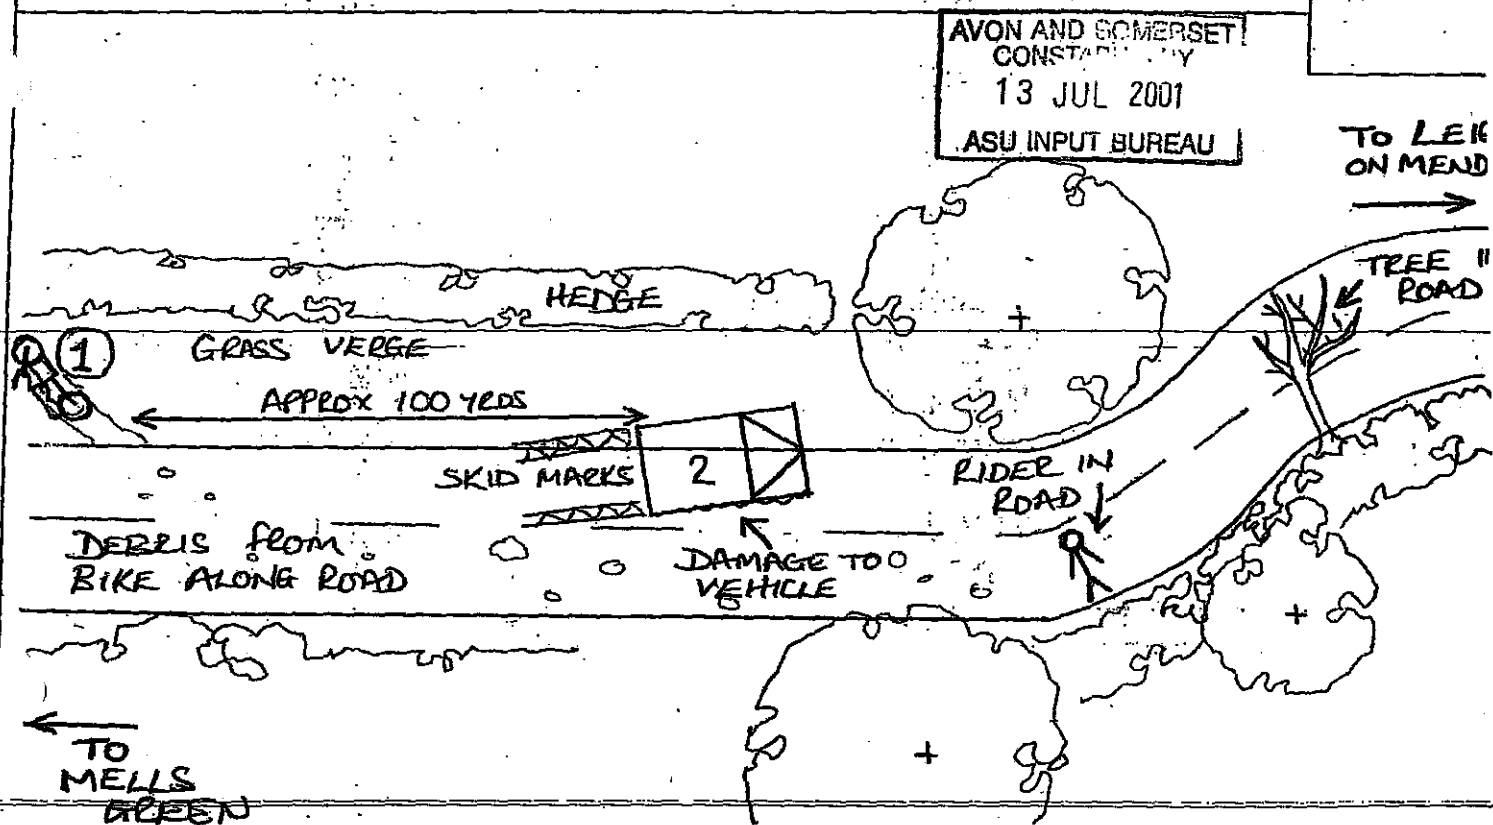 AVON AND SOMERSET
13 JUL 2001
ASU INPUT BUREAU
TO
ON MEND
TREE
ROAD
HEDGE
1
GRASS VERGE
APPROX 100 YRDS
SKID MARKS
2
RIDER IN
ROAD
DEBRIS from
BIKE ALONG ROAD
DAMAGE TO
VEHICLE
TO
MELLS
GREEN